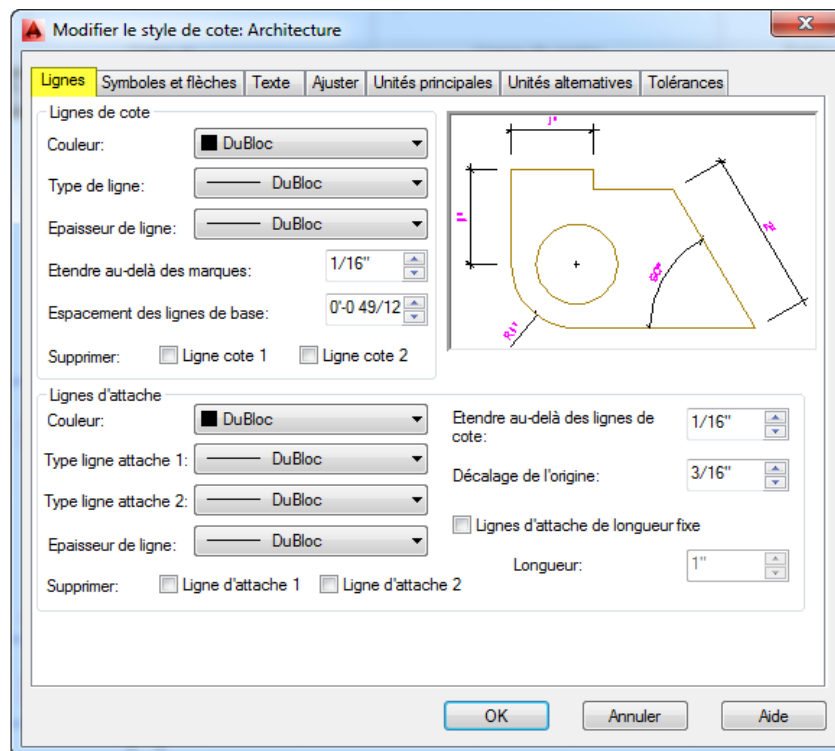 Modifier le style de cote: Architecture
Lignes Symboles et flèches Texte Ajuster Unités principales Unités alternatives Tolérances
Lignes de cote
Couleur: DuBloc
Type de ligne: DuBloc
Epaisseur de ligne: DuBloc
Etendre au-delà des marques: 1/16"
Espacement des lignes de base: 0'-0 49/12
Supprimer: Ligne cote 1 Ligne cote 2
60°
R1"
Lignes d'attache
Couleur: DuBloc
Type ligne attache 1: DuBloc
Type ligne attache 2: DuBloc
Epaisseur de ligne: DuBloc
Supprimer: Ligne d'attache 1 Ligne d'attache 2
Etendre au-delà des lignes de
cote: 1/16"
Décalage de l'origine: 3/16"
Lignes d'attache de longueur fixe
Longueur: 1"
OK Annuler Aide